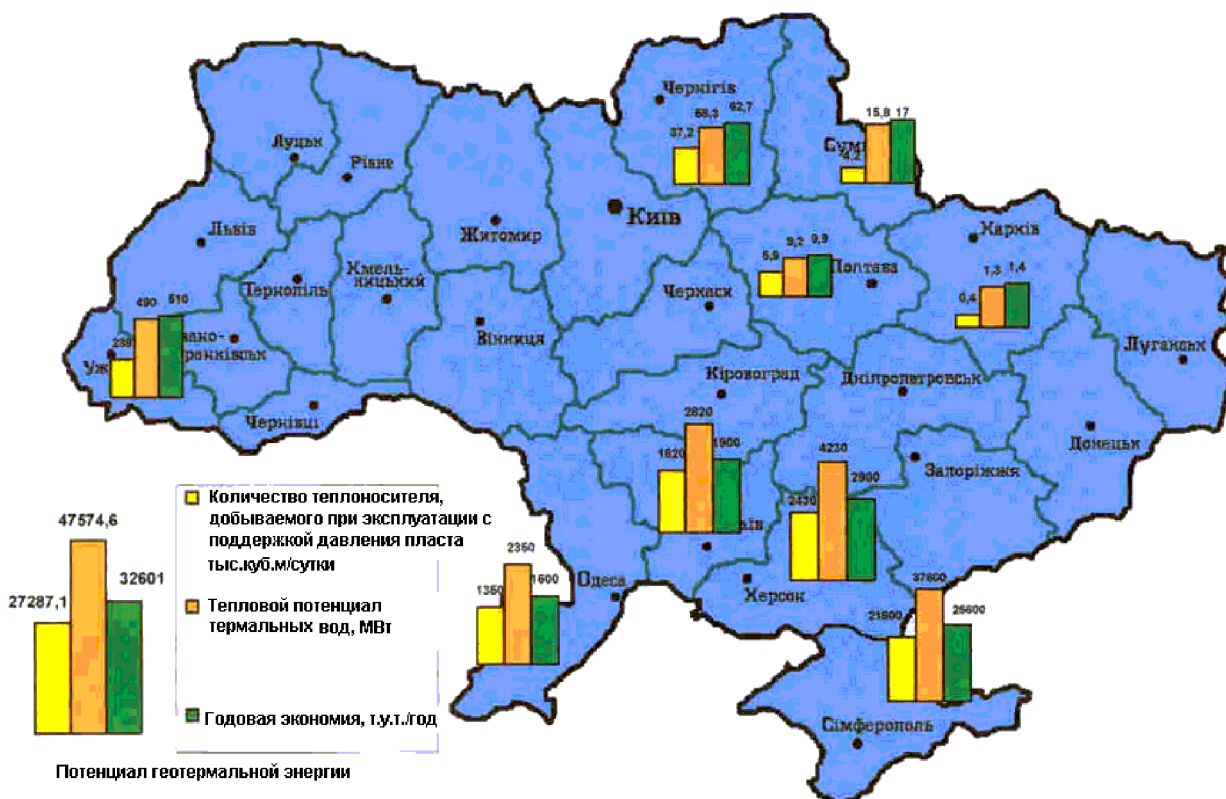 Чернігів
37,2
62,7
15,8 17
4,2
Луцьк
Рівне
Київ
Львів
Житомир
Харків
5,9
9,2
9,9
Полтава
1,3
1,4
0,4
Тернопіль
Хмель-
ницький
Черкаси
490
510
Вінниця
Луганськ
Кіровоград
Дніпропетровськ
Чернівці
2820
1900
1620
4230
Донецьк
Запоріжжя
2430
2900
47574,6
27287,1
32601
Количество теплоносителя,
добываемого при эксплуатации с
поддержкой давления пласта
тыс.куб.м/сутки
Тепловой потенциал
термальных вод, МВт
Годовая экономия, т.у.т./год
2350
1350
1600
Одеса
Херсон
37600
21600
25600
Сімферополь
Потенциал геотермальной энергии